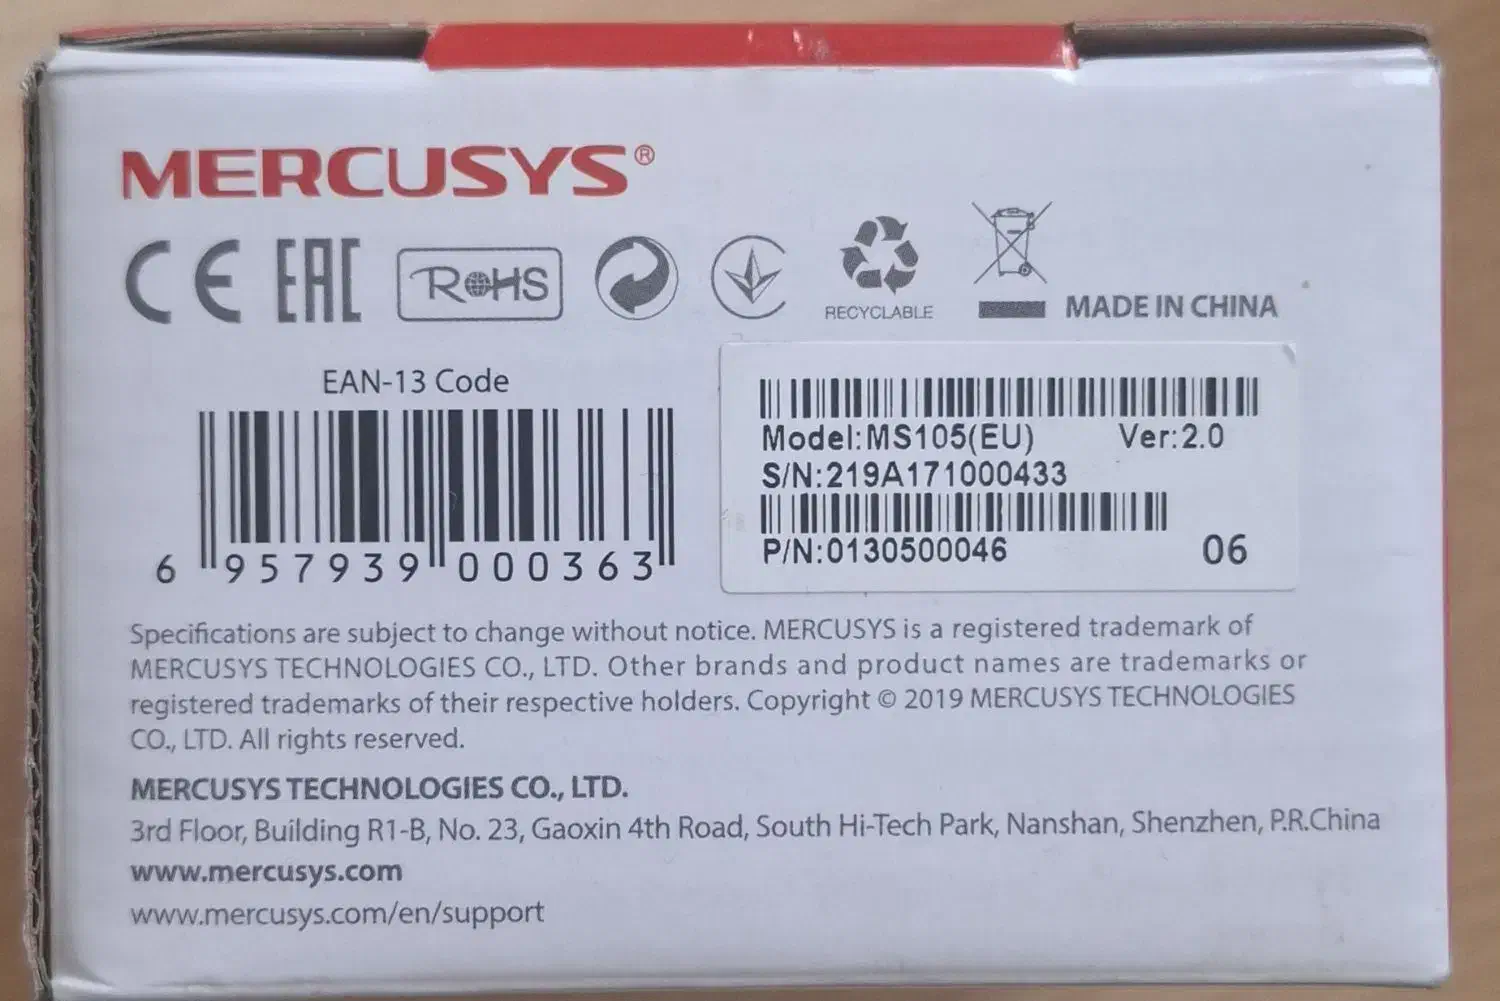 MERCUSYS®
CE EAC RoHS
RECYCLABLE
MADE IN CHINA
EAN-13 Code
6 957939 000363
Model:MS105(EU) Ver:2.0
S/N:219A171000433
P/N:0130500046 06
Specifications are subject to change without notice. MERCUSYS is a registered trademark of
MERCUSYS TECHNOLOGIES CO., LTD. Other brands and product names are trademarks or
registered trademarks of their respective holders. Copyright © 2019 MERCUSYS TECHNOLOGIES
CO., LTD. All rights reserved.
MERCUSYS TECHNOLOGIES CO., LTD.
3rd Floor, Building R1-B, No. 23, Gaoxin 4th Road, South Hi-Tech Park, Nanshan, Shenzhen, P.R.China
www.mercusys.com
www.mercusys.com/en/support